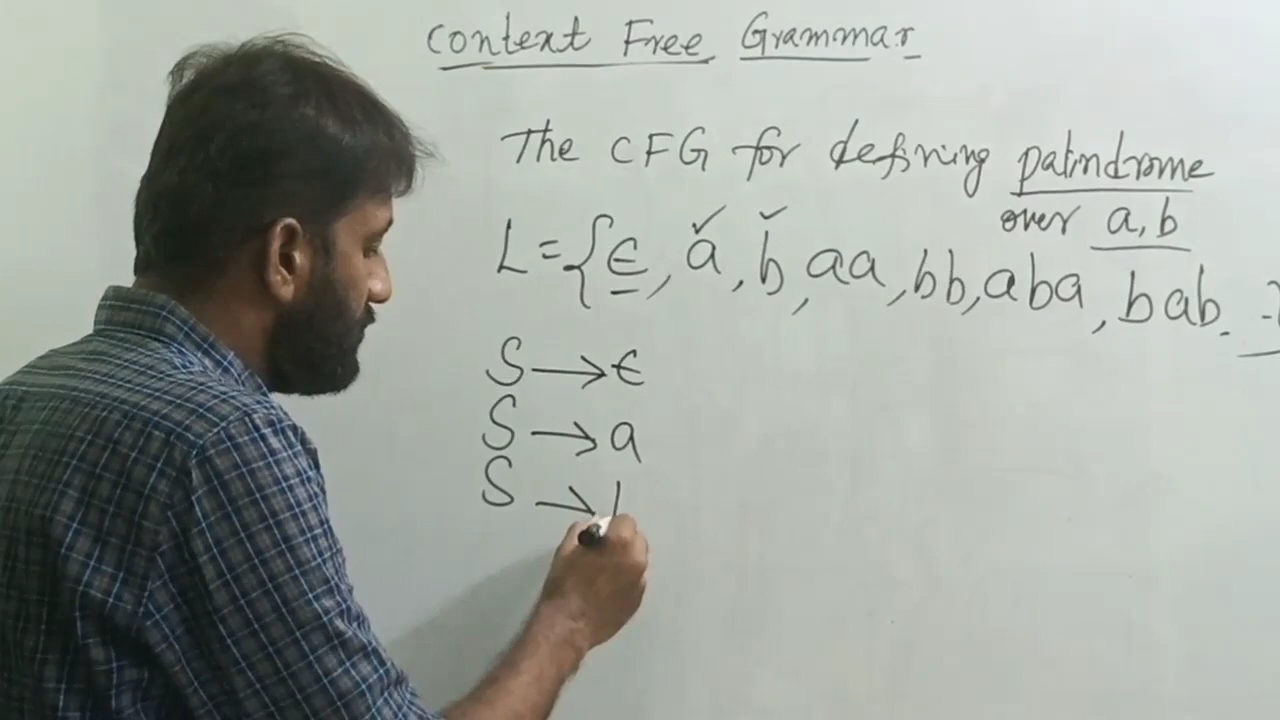 Context Free Grammar
The CFG for defining palindrome
over a, b
L = {ϵ, a, b, aa, bb, aba, bab. -
S → ϵ
S → a
S →